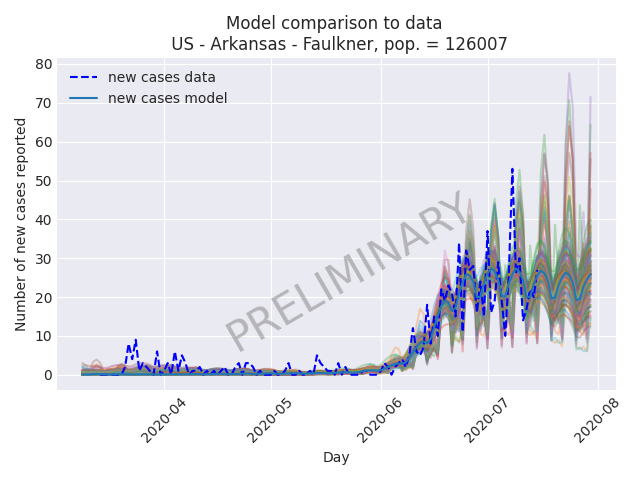 Model comparison to data
US - Arkansas - Faulkner, pop. = 126007
new cases data
new cases model
80
70
60
50
40
30
20
10
0
Number of new cases reported
PRELIMINARY
2020-04
2020-05
2020-06
2020-07
2020-08
Day